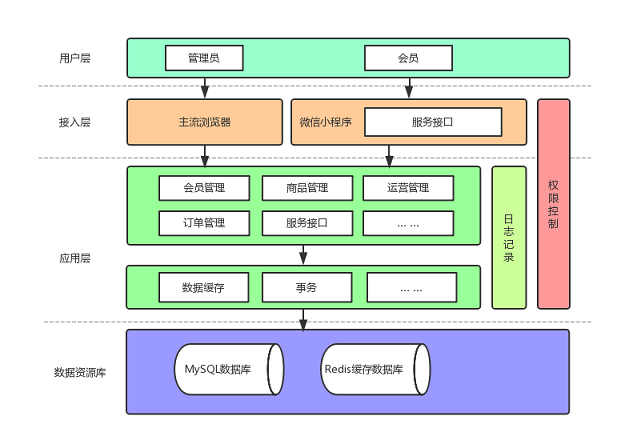 用户层
管理员
会员
接入层
主流浏览器
微信小程序
服务接口
权限控制
会员管理
商品管理
运营管理
订单管理
服务接口
... ...
日志记录
应用层
数据缓存
事务
... ...
数据资源库
MySQL数据库
Redis缓存数据库